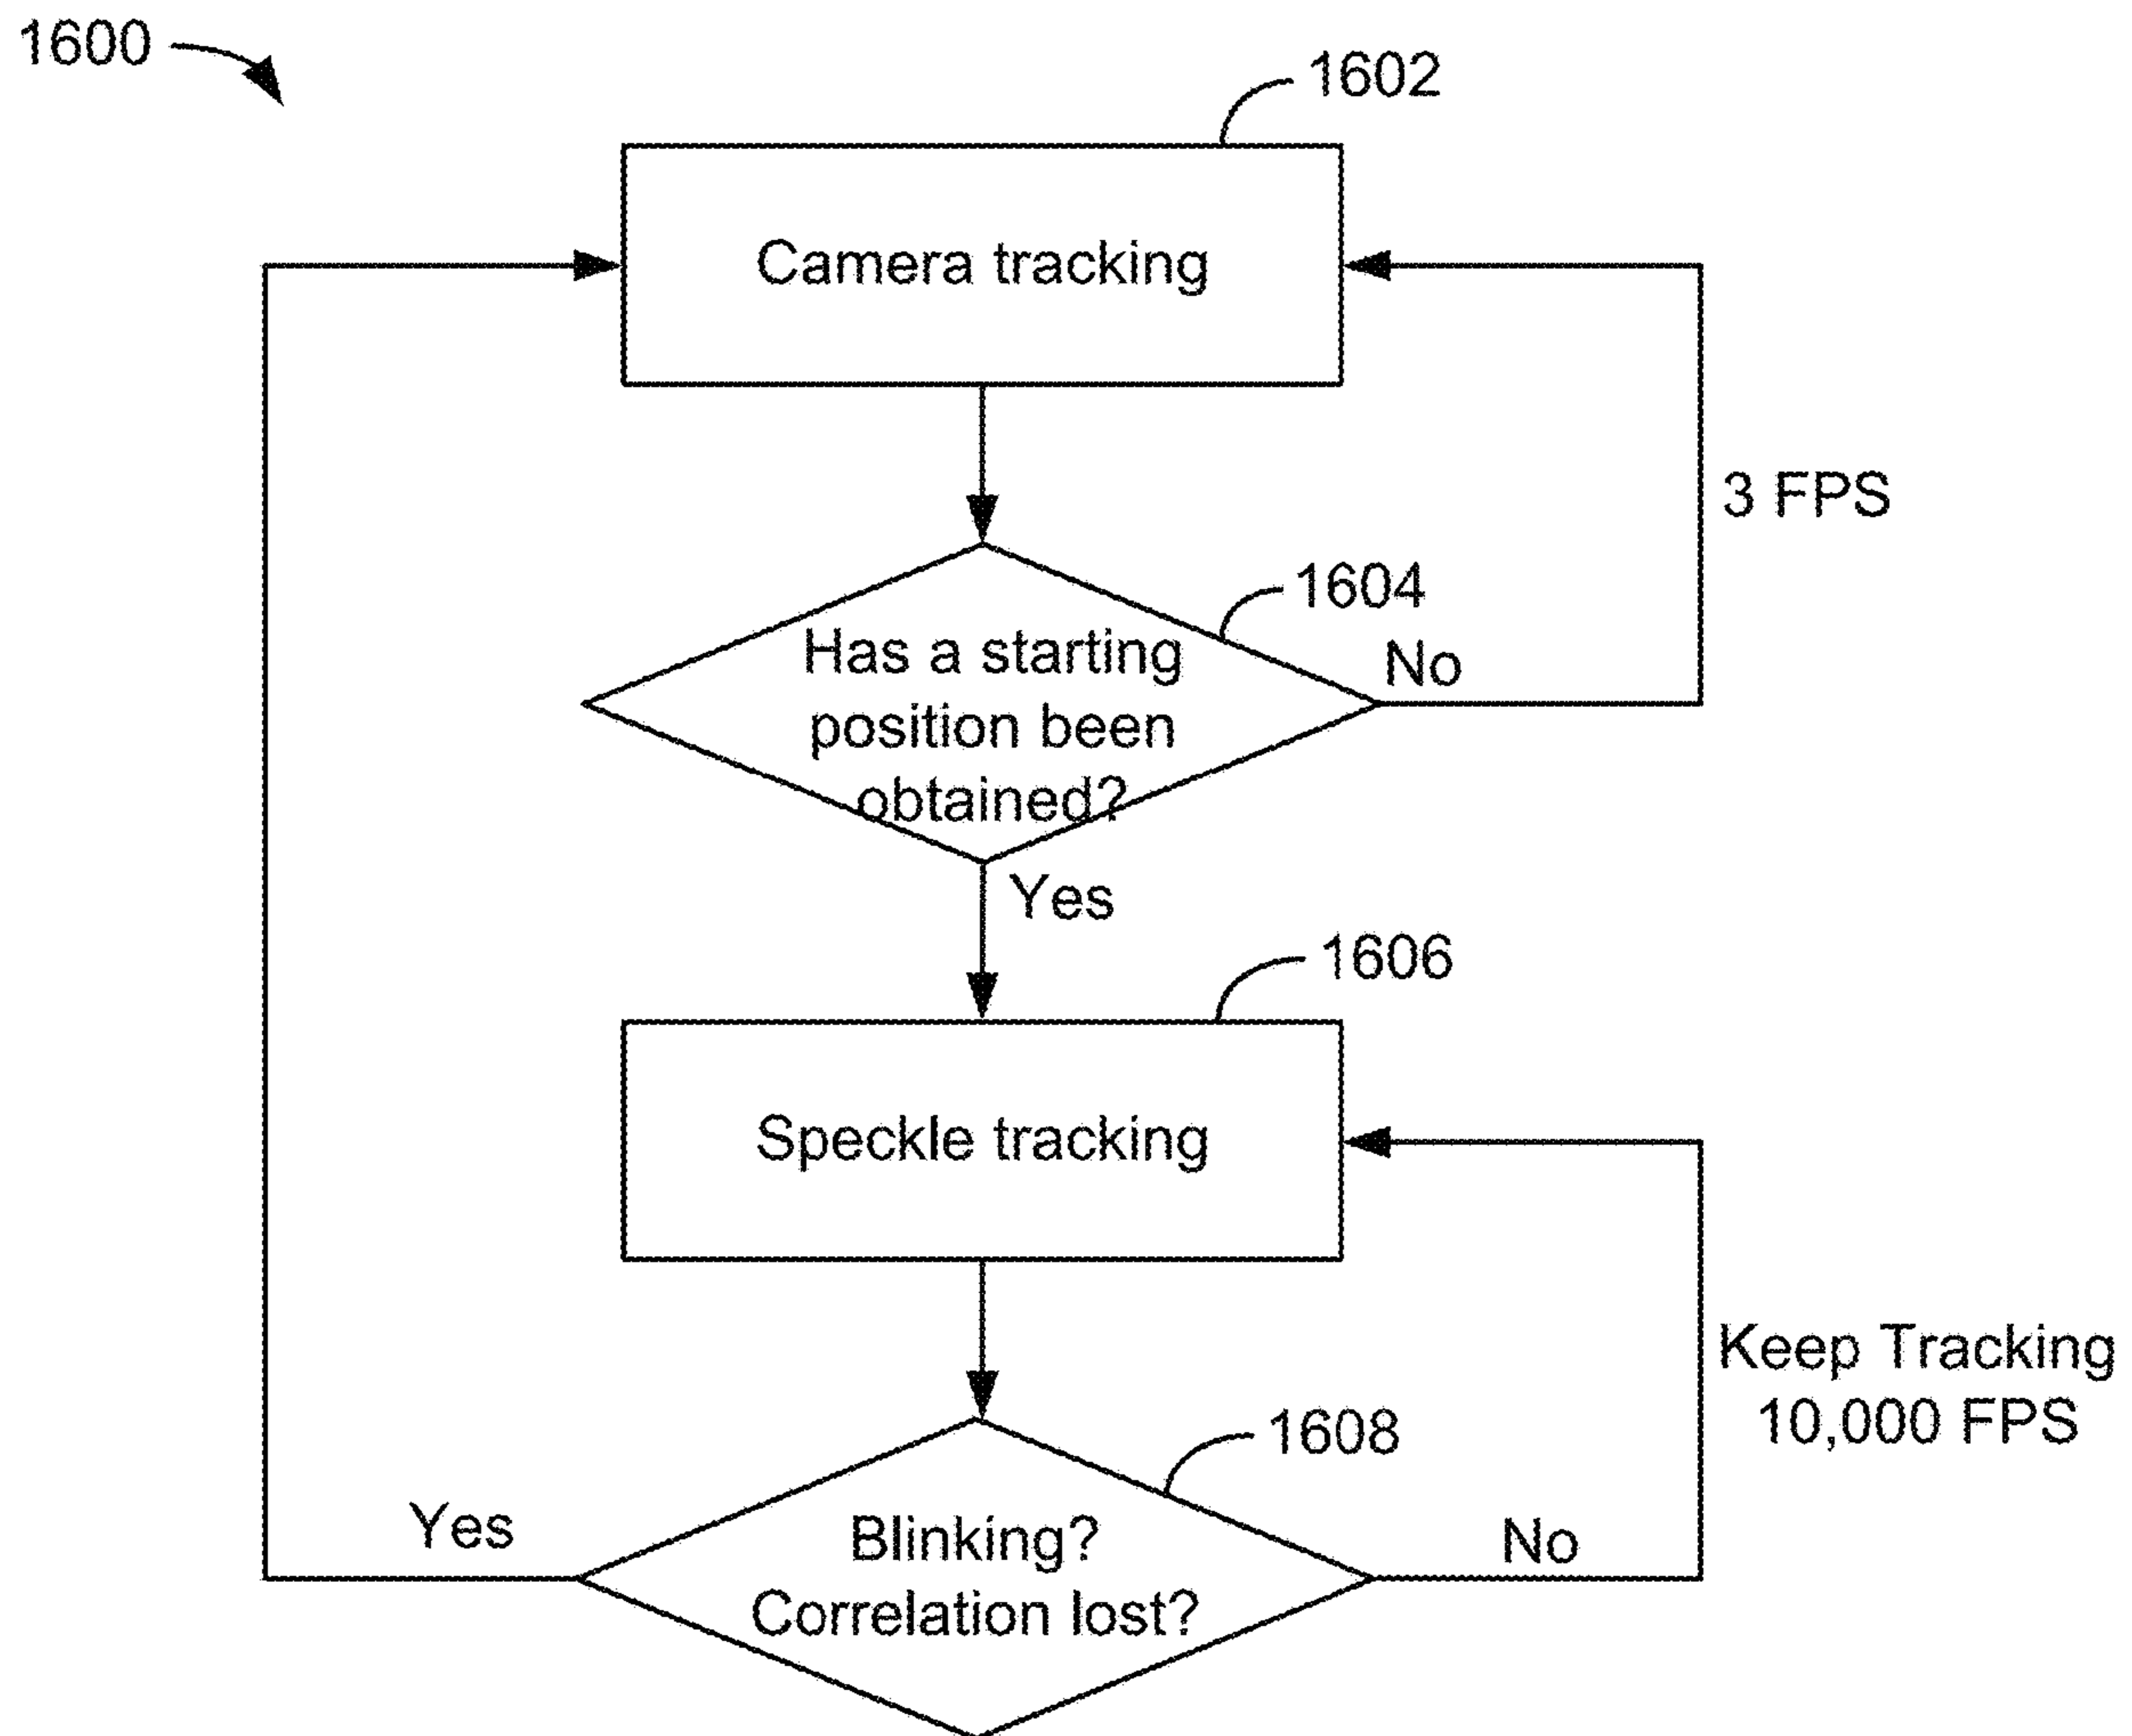 1600
1602
Camera tracking
3 FPS
1604
Has a starting
position been
obtained?
No
Yes
1606
Speckle tracking
Keep Tracking
10,000 FPS
1608
Yes
Blinking?
Correlation lost?
No